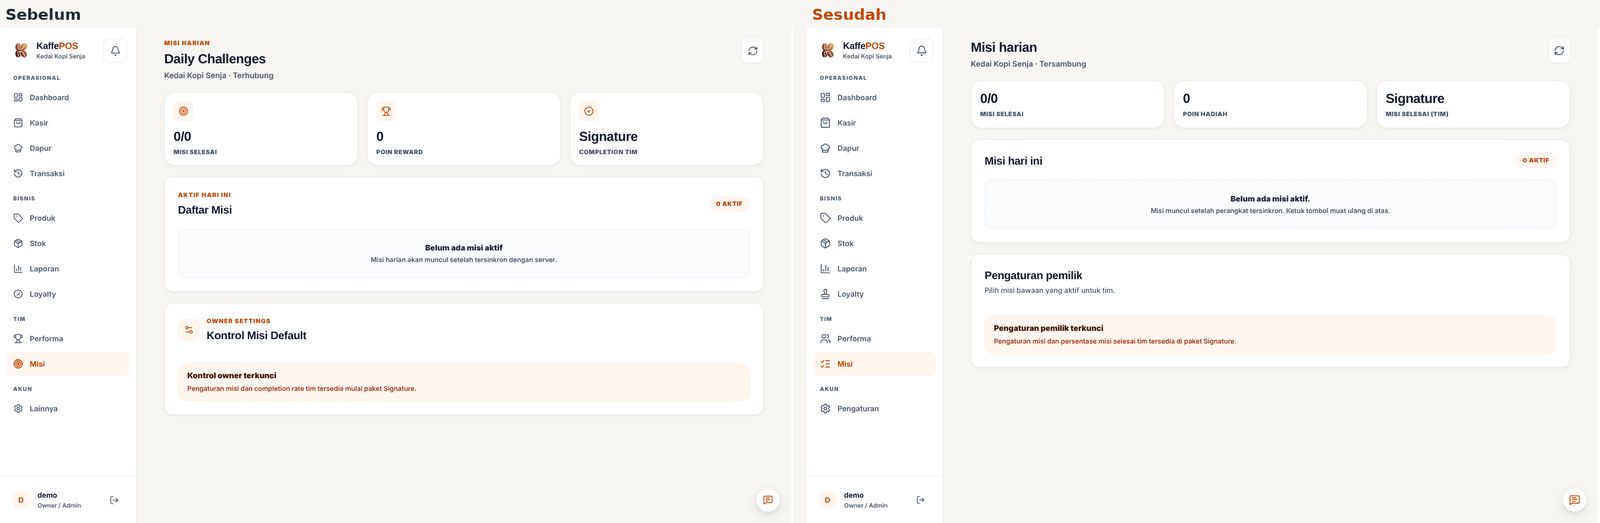 Sebelum
KaffePOS
Kedai Kopi Senja
OPERASIONAL
Dashboard
Kasir
Dapur
Transaksi
BISNIS
Produk
Stok
Laporan
Loyalty
TIM
Performa
Misi
AKUN
Lainnya
D
demo
Owner / Admin
MISI HARIAN
Daily Challenges
Kedai Kopi Senja · Terhubung
0/0
MISI SELESAI
0
POIN REWARD
Signature
COMPLETION TIM
AKTIF HARI INI
Daftar Misi
0 AKTIF
Belum ada misi aktif
Misi harian akan muncul setelah tersinkron dengan server.
OWNER SETTINGS
Kontrol Misi Default
Kontrol owner terkunci
Pengaturan misi dan completion rate tim tersedia mulai paket Signature.
Sesudah
KaffePOS
Kedai Kopi Senja
OPERASIONAL
Dashboard
Kasir
Dapur
Transaksi
BISNIS
Produk
Stok
Laporan
Loyalty
TIM
Performa
Misi
AKUN
Pengaturan
D
demo
Owner / Admin
Misi harian
Kedai Kopi Senja · Tersambung
0/0
MISI SELESAI
0
POIN HADIAH
Signature
MISI SELESAI (TIM)
Misi hari ini
0 AKTIF
Belum ada misi aktif.
Misi muncul setelah perangkat tersinkron. Ketuk tombol muat ulang di atas.
Pengaturan pemilik
Pilih misi bawaan yang aktif untuk tim.
Pengaturan pemilik terkunci
Pengaturan misi dan persentase misi selesai tim tersedia di paket Signature.